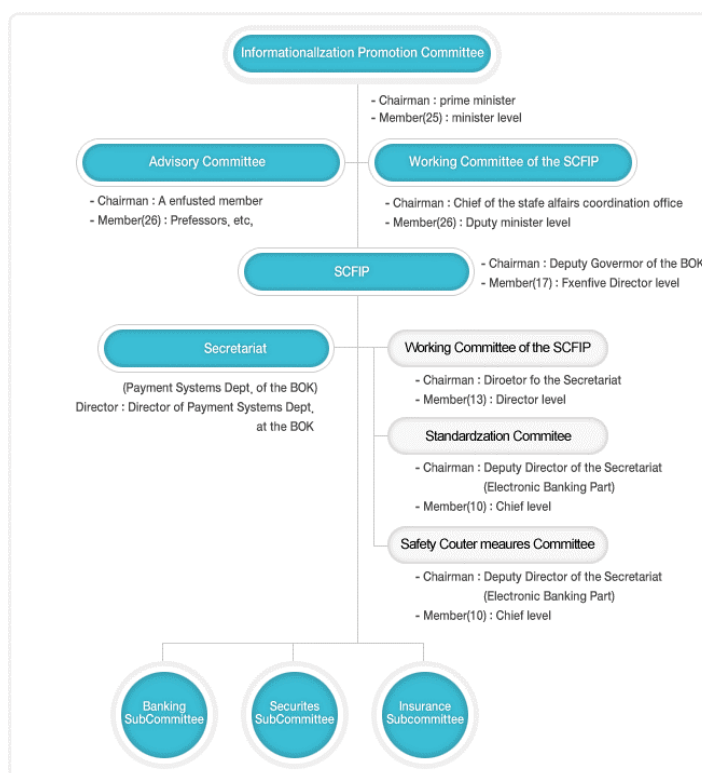 Informationallzation Promotion Committee
- Chairman : prime minister
- Member(25) : minister level
Advisory Committee
Working Committee of the SCFIP
- Chairman : A enfusted member
- Member(26) : Prefessors, etc,
- Chairman : Chief of the stafe alfairs coordination office
- Member(26) : Dputy minister level
SCFIP
- Chairman : Deputy Govermor of the BOK
- Member(17) : Fxenfive Director level
Secretariat
Working Committee of the SCFIP
(Payment Systems Dept, of the BOK)
Director : Director of Payment Systems Dept,
at the BOK
- Chairman : Diroetor fo the Secretariat
- Member(13) : Director level
Standardzation Commitee
- Chairman : Deputy Director of the Secretariat
(Electronic Banking Part)
- Member(10) : Chief level
Safety Couter meaures Committee
- Chairman : Deputy Director of the Secretariat
(Electronic Banking Part)
- Member(10) : Chief level
Banking
SubCommittee
Securites
SubCommittee
Insurance
Subcommittee